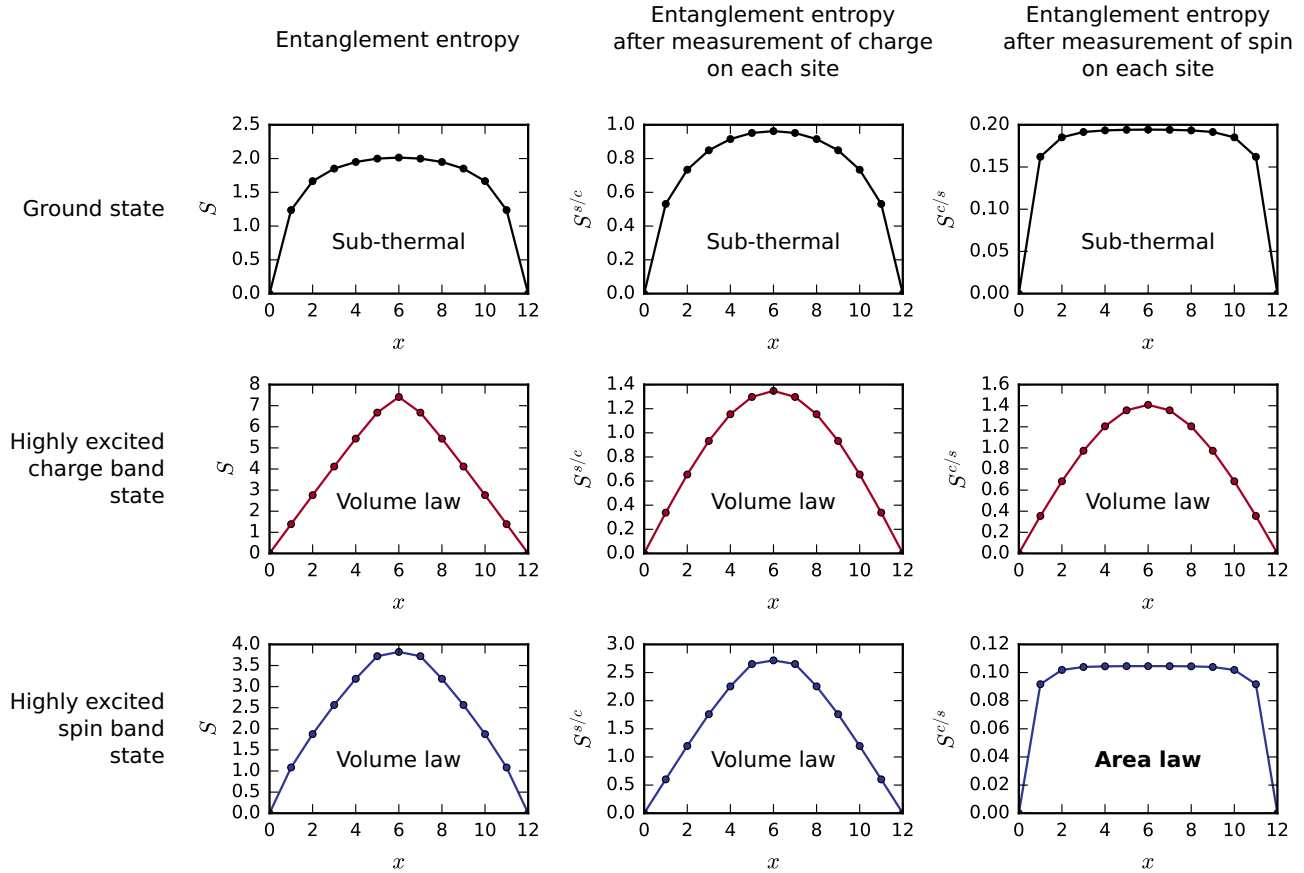 Entanglement entropy
Entanglement entropy
after measurement of charge
on each site
Entanglement entropy
after measurement of spin
on each site
Ground state
2.5
2.0
1.5
1.0
0.5
0.0
S
Sub-thermal
0 2 4 6 8 10 12
x
1.0
0.8
0.6
0.4
0.2
0.0
S^{s/c}
Sub-thermal
0 2 4 6 8 10 12
x
0.20
0.15
0.10
0.05
0.00
S^{c/s}
Sub-thermal
0 2 4 6 8 10 12
x
Highly excited
charge band
state
8
7
6
5
4
3
2
1
0
S
Volume law
0 2 4 6 8 10 12
x
1.4
1.2
1.0
0.8
0.6
0.4
0.2
0.0
S^{s/c}
Volume law
0 2 4 6 8 10 12
x
1.6
1.4
1.2
1.0
0.8
0.6
0.4
0.2
0.0
S^{c/s}
Volume law
0 2 4 6 8 10 12
x
Highly excited
spin band
state
4.0
3.5
3.0
2.5
2.0
1.5
1.0
0.5
0.0
S
Volume law
0 2 4 6 8 10 12
x
3.0
2.5
2.0
1.5
1.0
0.5
0.0
S^{s/c}
Volume law
0 2 4 6 8 10 12
x
0.12
0.10
0.08
0.06
0.04
0.02
0.00
S^{c/s}
Area law
0 2 4 6 8 10 12
x